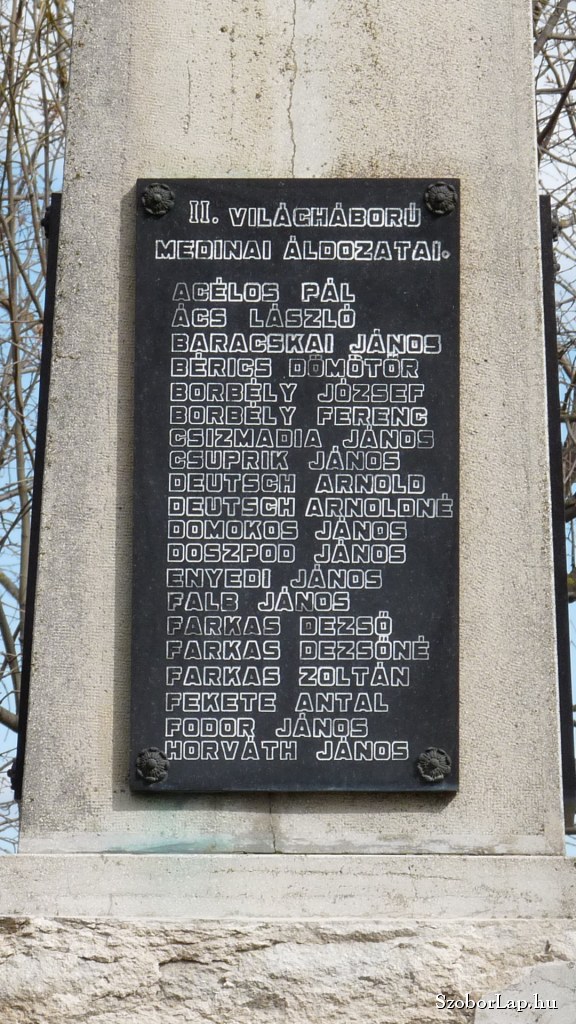 II. VILÁGHÁBORÚ
MEDINAI ÁLDOZATAI.
ACÉLOS PÁL
ÁCS LÁSZLÓ
BARACSKAI JÁNOS
BÉRICS DÖMÖTÖR
BORBÉLY JÓZSEF
BORBÉLY FERENC
CSIZMADIA JÁNOS
CSUPRIK JÁNOS
DEUTSCH ARNOLD
DEUTSCH ARNOLDNÉ
DOMOKOS JÁNOS
DOSZPOD JÁNOS
ENYEDI JÁNOS
FALB JÁNOS
FARKAS DEZSŐ
FARKAS DEZSŐNÉ
FARKAS ZOLTÁN
FEKETE ANTAL
FODOR JÁNOS
HORVÁTH JÁNOS
SzoborLap.hu